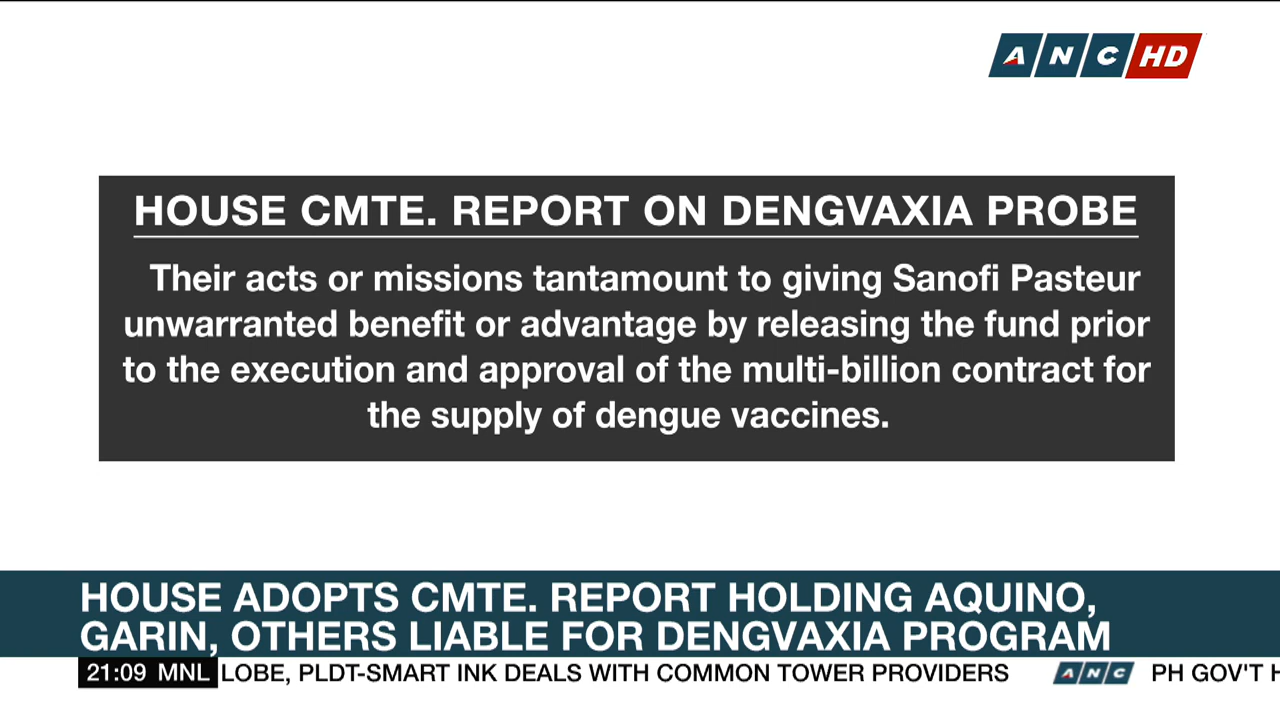 ANC HD
HOUSE CMTE. REPORT ON DENGVAXIA PROBE
Their acts or missions tantamount to giving Sanofi Pasteur
unwarranted benefit or advantage by releasing the fund prior
to the execution and approval of the multi-billion contract for
the supply of dengue vaccines.
HOUSE ADOPTS CMTE. REPORT HOLDING AQUINO,
GARIN, OTHERS LIABLE FOR DENGVAXIA PROGRAM
21:09 MNL LOBE, PLDT-SMART INK DEALS WITH COMMON TOWER PROVIDERS ANC PH GOV'T H